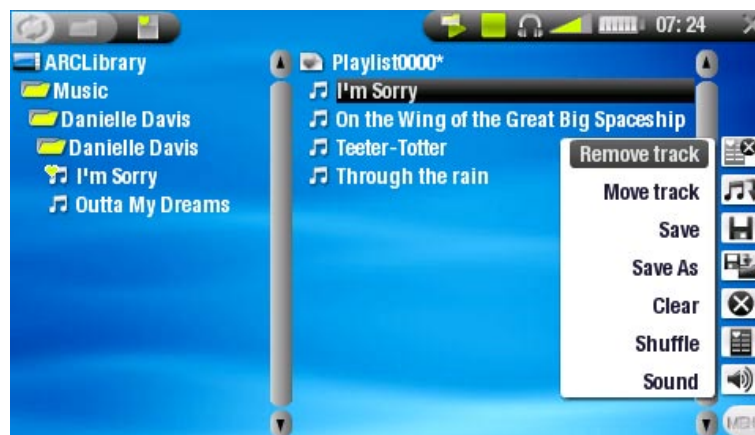 07: 24
ARCLibrary
Music
Danielle Davis
Danielle Davis
I'm Sorry
Outta My Dreams
Playlist0000*
I'm Sorry
On the Wing of the Great Big Spaceship
Teeter-Totter
Through the rain
Remove track
Move track
Save
Save As
Clear
Shuffle
Sound